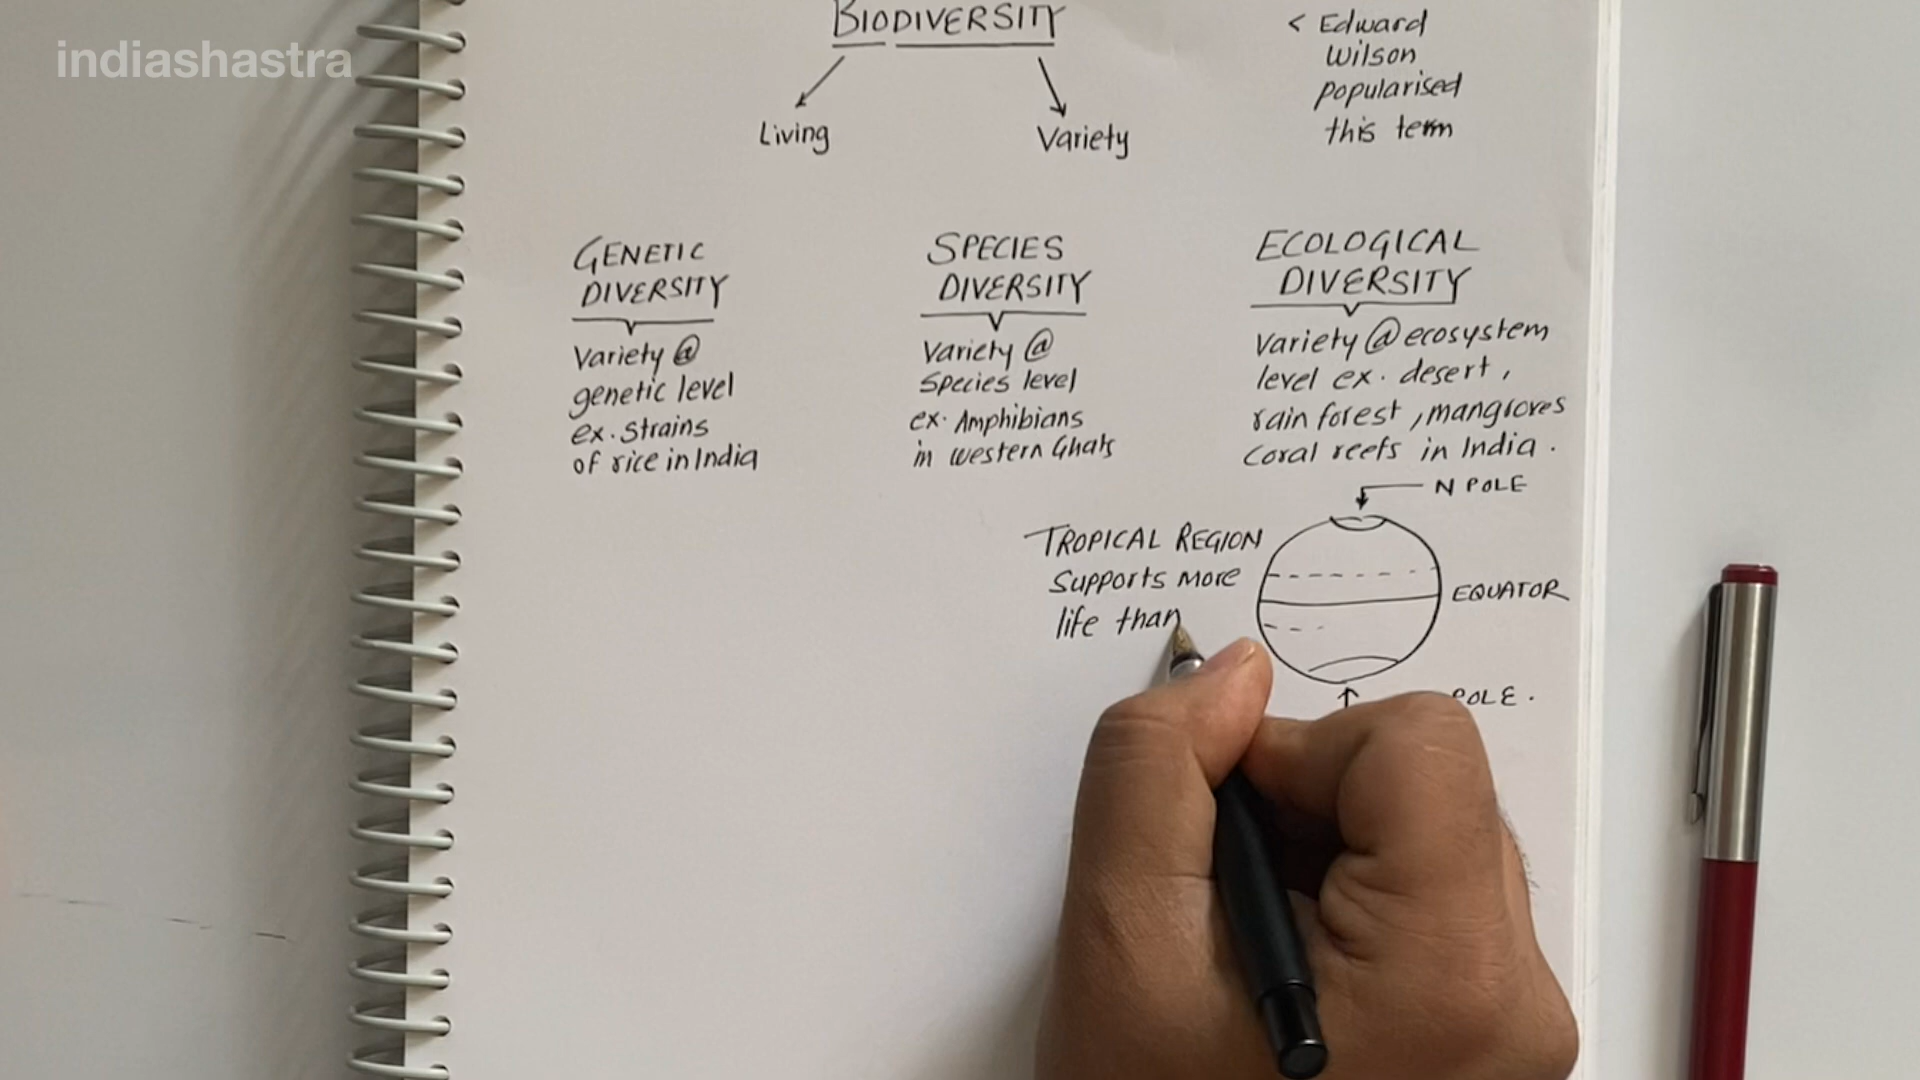 indiashastra
BIODIVERSITY
Living
Variety
< Edward
Wilson
popularised
this term
GENETIC
DIVERSITY
Variety @
genetic level
ex. strains
of rice in India
SPECIES
DIVERSITY
Variety @
Species level
ex. Amphibians
in western Ghats
ECOLOGICAL
DIVERSITY
Variety @ ecosystem
level ex. desert,
rain forest, mangroves
Coral reefs in India.
N POLE
TROPICAL REGION
Supports more
life than
EQUATOR
POLE.